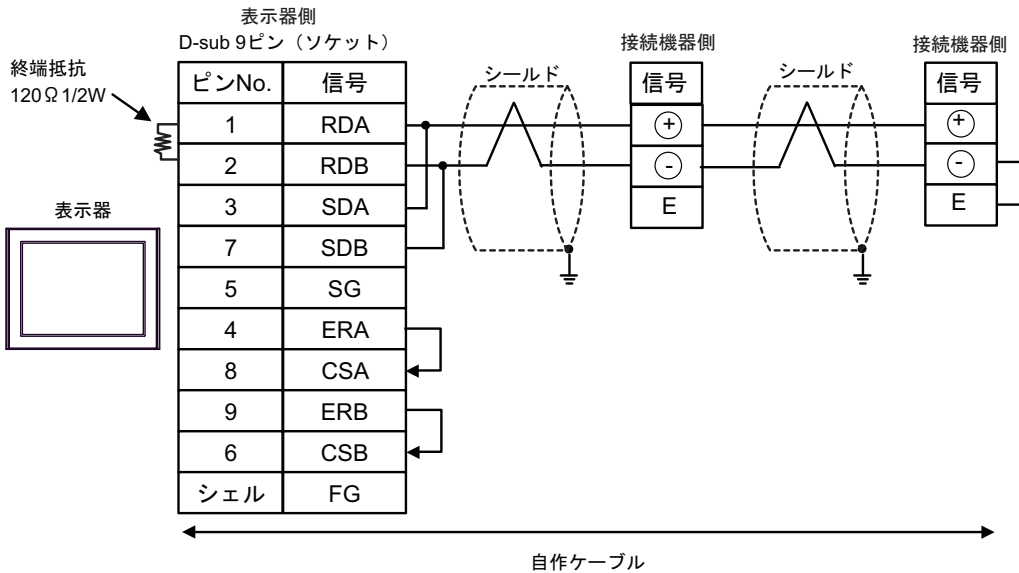 表示器側
D-sub 9ピン（ソケット）
接続機器側
接続機器側
終端抵抗
120Ω 1/2W
ピンNo. 信号
シールド
信号
シールド
信号
1 RDA
+
+
2 RDB
-
-
3 SDA
E
E
表示器
7 SDB
5 SG
4 ERA
8 CSA
9 ERB
6 CSB
シェル FG
自作ケーブル